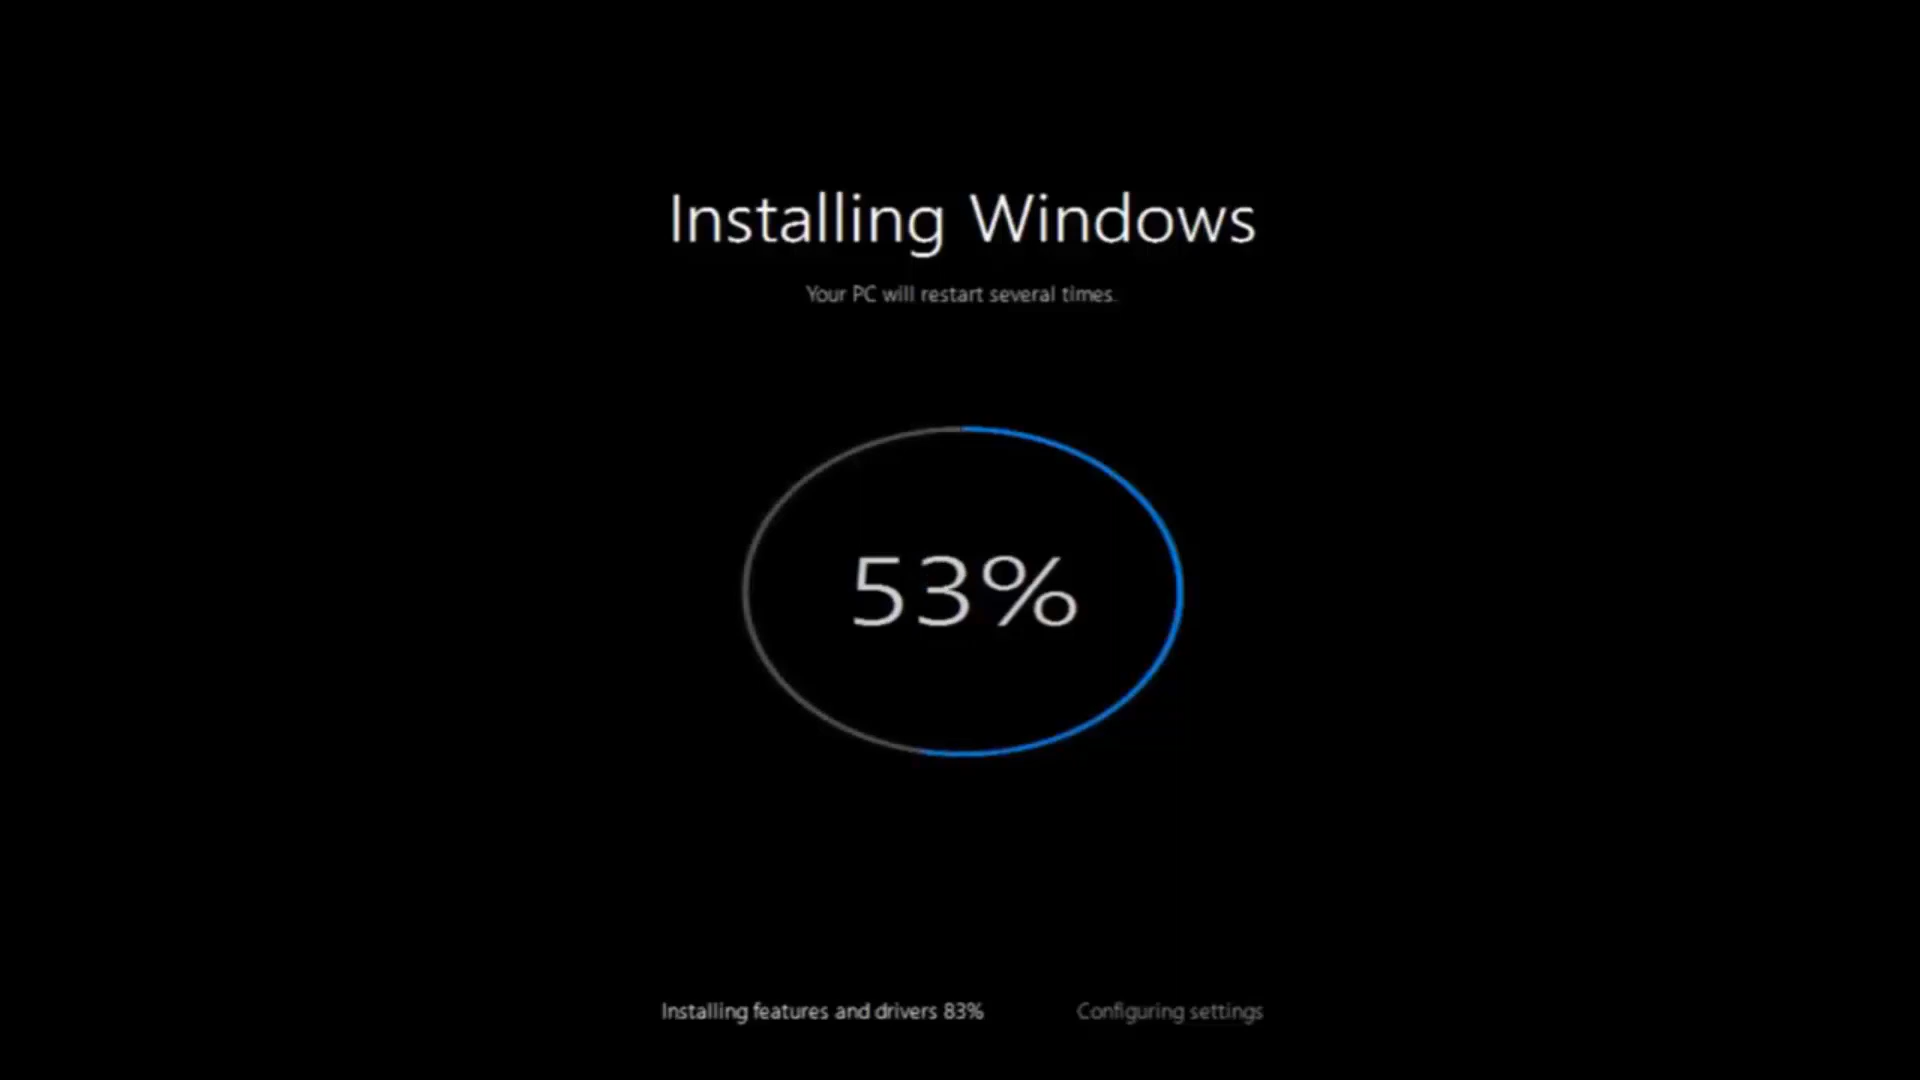 Installing Windows
Your PC will restart several times.
53%
Installing features and drivers 83%
Configuring settings